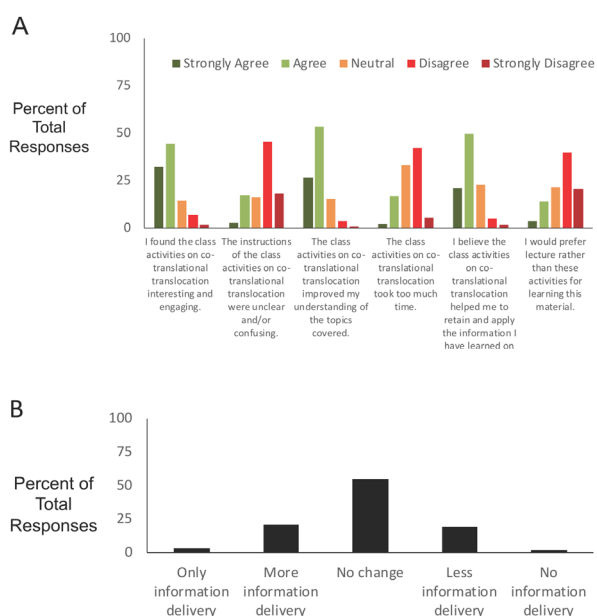 A
100
75
50
25
0
Percent of
Total
Responses
Strongly Agree Agree Neutral Disagree Strongly Disagree
I found the class
activities on co-
translational
translocation
interesting and
engaging.
The instructions of the class
activities on co-
translational
translocation
were unclear
and/or
confusing.
The class
activities on co-
translational
translocation
improved my
understanding of
the topics
covered.
The class
activities on co-
translational
translocation
took too much
time.
I believe the
class activities
on co-
translational
translocation
helped me to
retain and apply
the information I
have learned on
I would prefer
lecture rather
than these
activities for
learning this
material.
B
100
75
50
25
0
Percent of
Total
Responses
Only
information
delivery
More
information
delivery
No change
Less
information
delivery
No
information
delivery